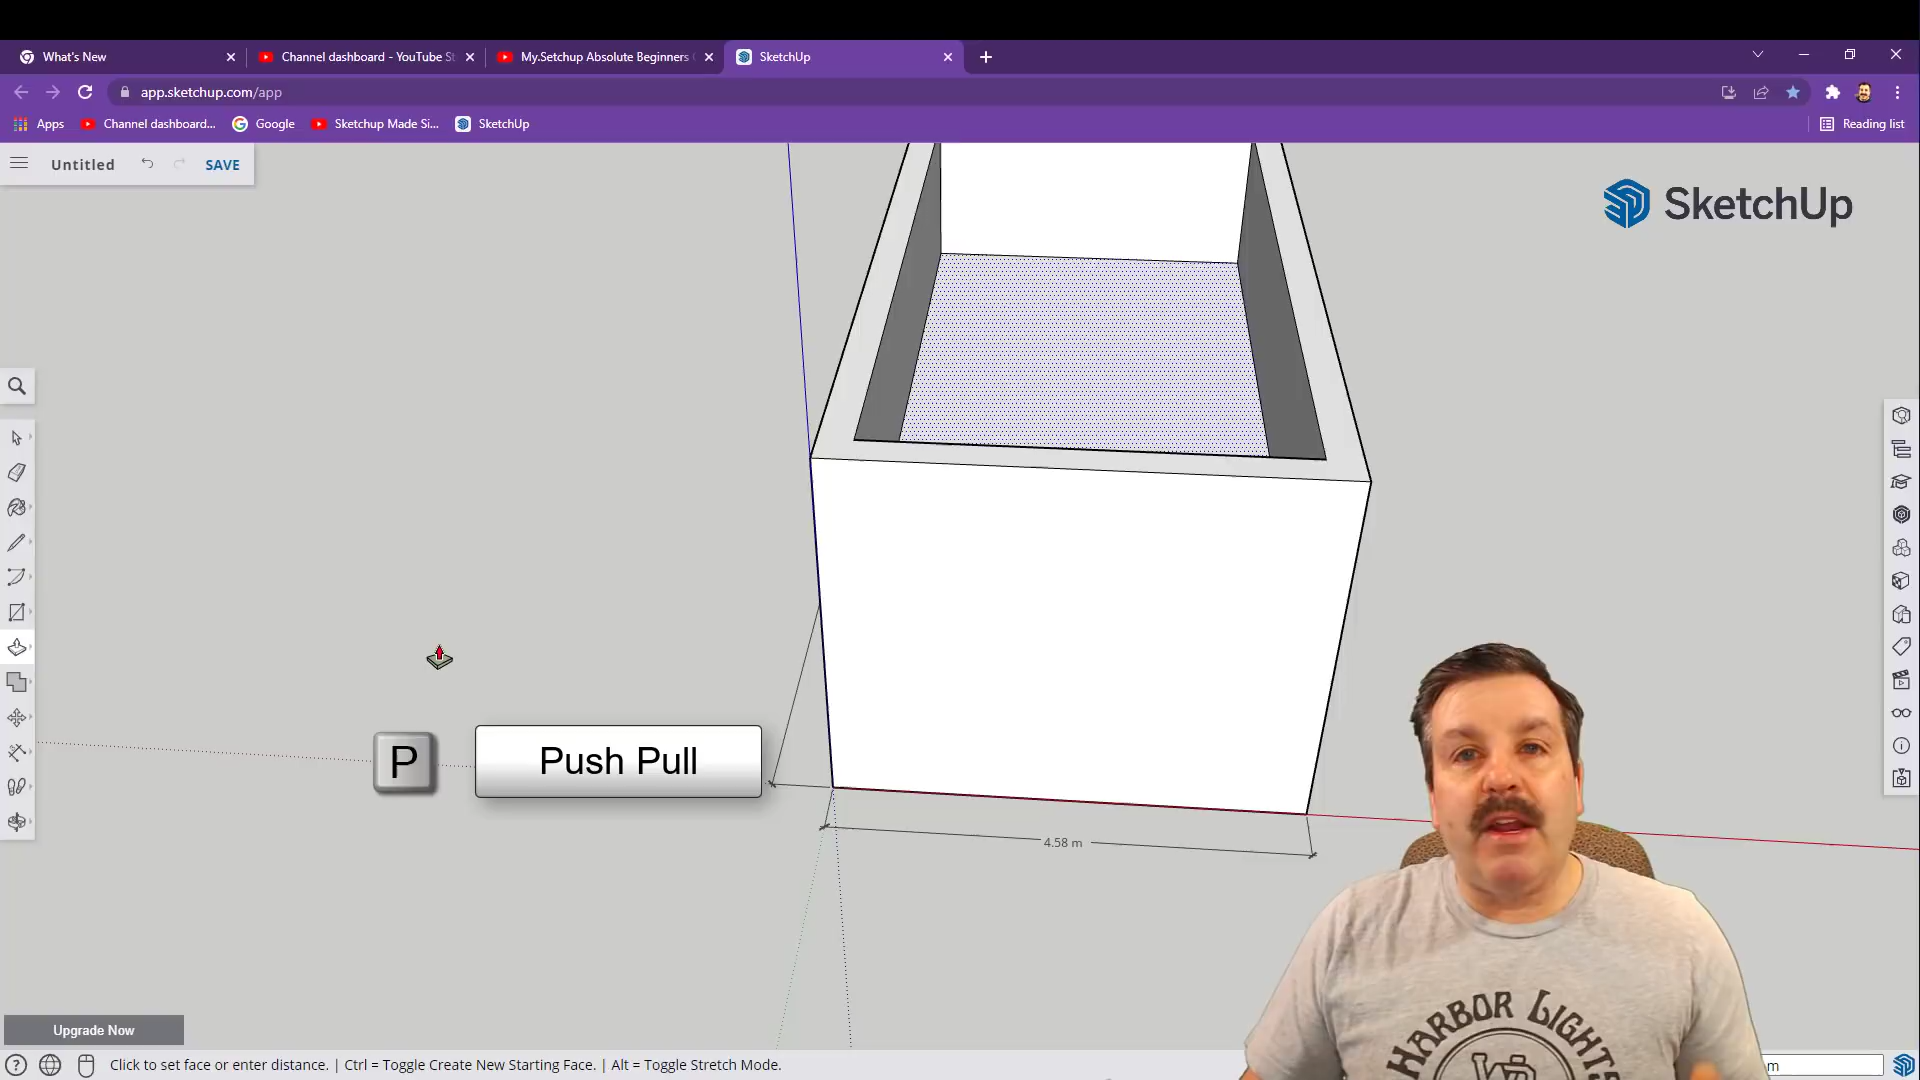 What's New
Channel dashboard - YouTube St
My.Setchup Absolute Beginners
SketchUp
app.sketchup.com/app
Apps
Channel dashboard...
Google
Sketchup Made Si...
SketchUp
Reading list
Untitled
SAVE
SketchUp
P
Push Pull
4.58 m
HARBOR LIGHTS
Upgrade Now
Click to set face or enter distance. | Ctrl = Toggle Create New Starting Face. | Alt = Toggle Stretch Mode.
m